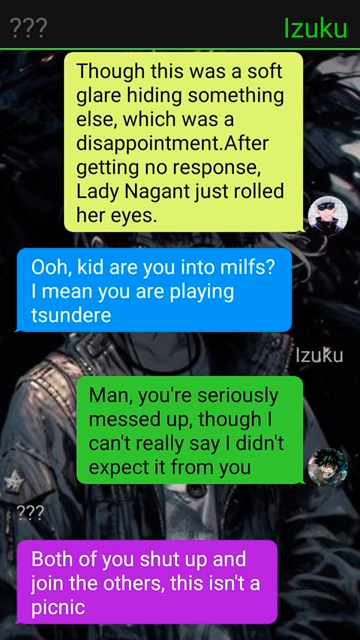 ??? Izuku
Though this was a soft
glare hiding something
else, which was a
disappointment.After
getting no response,
Lady Nagant just rolled
her eyes.
Ooh, kid are you into milfs?
I mean you are playing
tsundere
Izuku
Man, you're seriously
messed up, though I
can't really say I didn't
expect it from you
???
Both of you shut up and
join the others, this isn't a
picnic